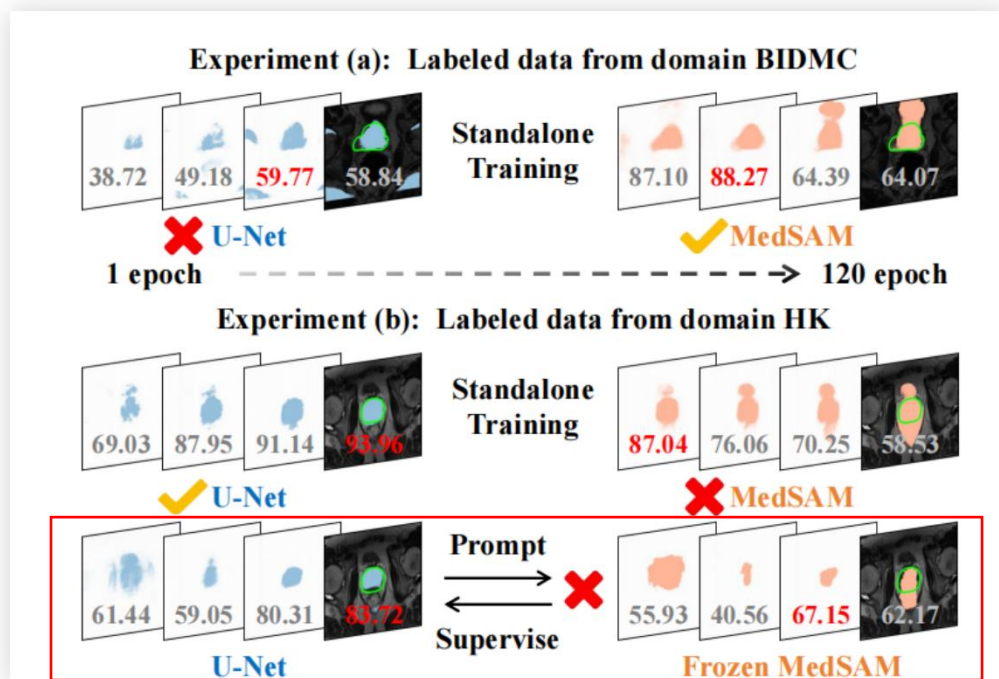 Experiment (a): Labeled data from domain BIDMC
38.72 49.18 59.77 58.84 Standalone Training 87.10 88.27 64.39 64.07
U-Net MedSAM
1 epoch 120 epoch
Experiment (b): Labeled data from domain HK
69.03 87.95 91.14 93.96 Standalone Training 87.04 76.06 70.25 58.53
U-Net MedSAM
Prompt
61.44 59.05 80.31 83.72 55.93 40.56 67.15 62.17
Supervise
U-Net Frozen MedSAM